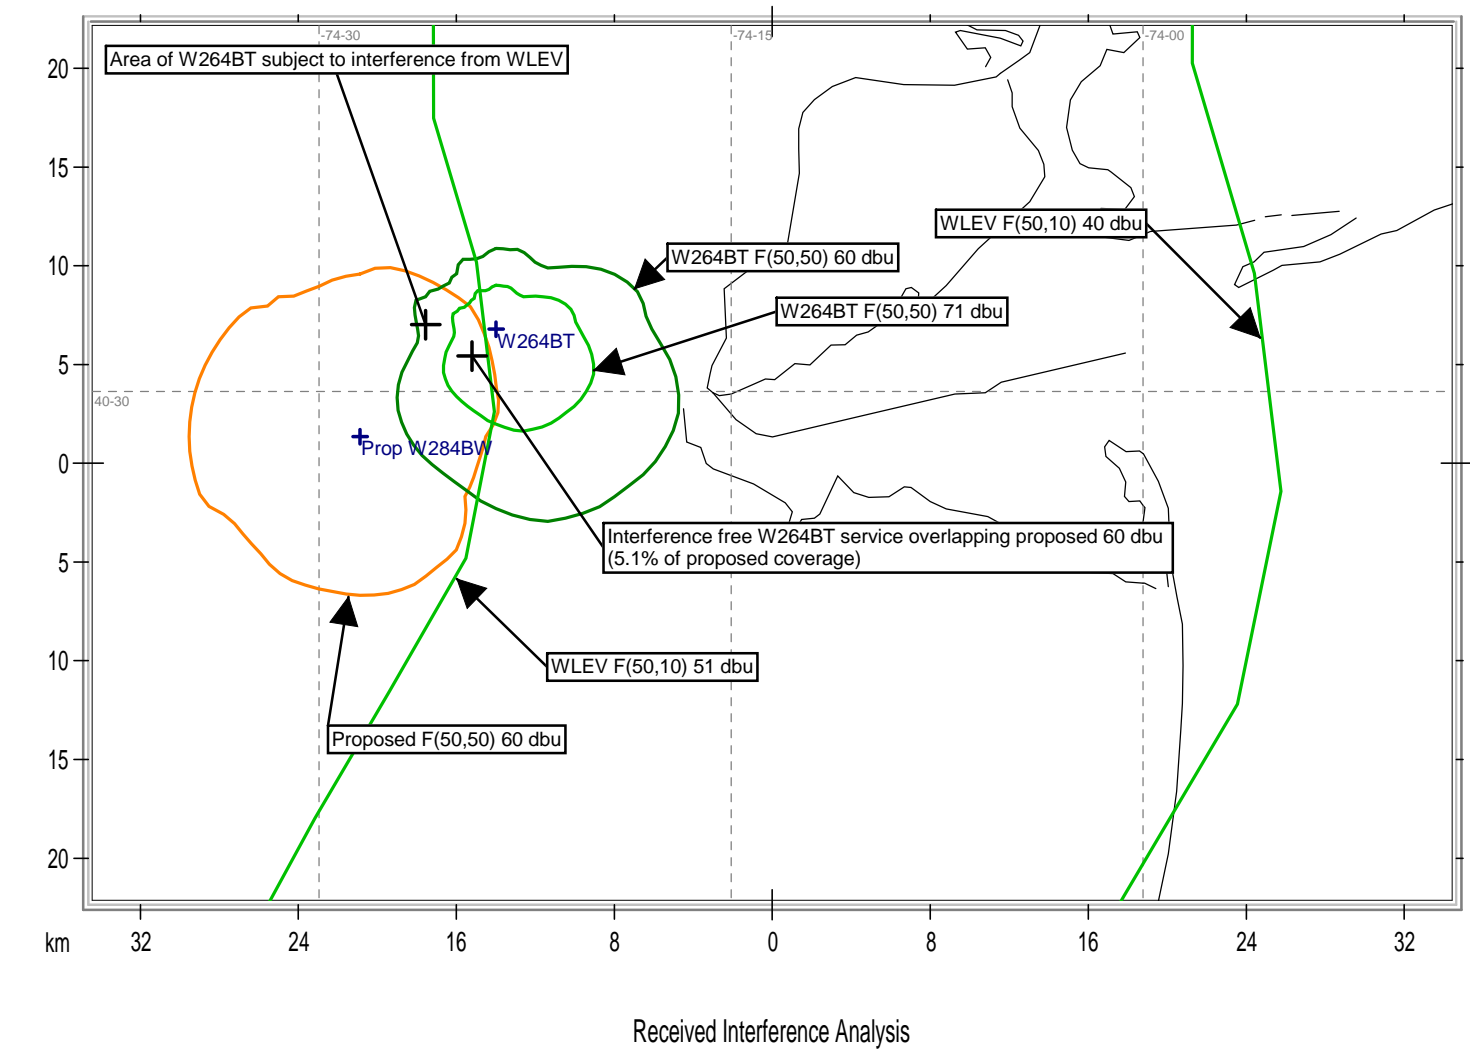 -74-30
-74-15
-74-00
Area of W264BT subject to interference from WLEV
20
15
WLEV F(50,10) 40 dbu
W264BT F(50,50) 60 dbu
10
W264BT F(50,50) 71 dbu
W264BT
5
40-30
Prop W284BW
0
Interference free W264BT service overlapping proposed 60 dbu
(5.1% of proposed coverage)
5
WLEV F(50,10) 51 dbu
10
Proposed F(50,50) 60 dbu
15
20
km 32 24 16 8 0 8 16 24 32
Received Interference Analysis